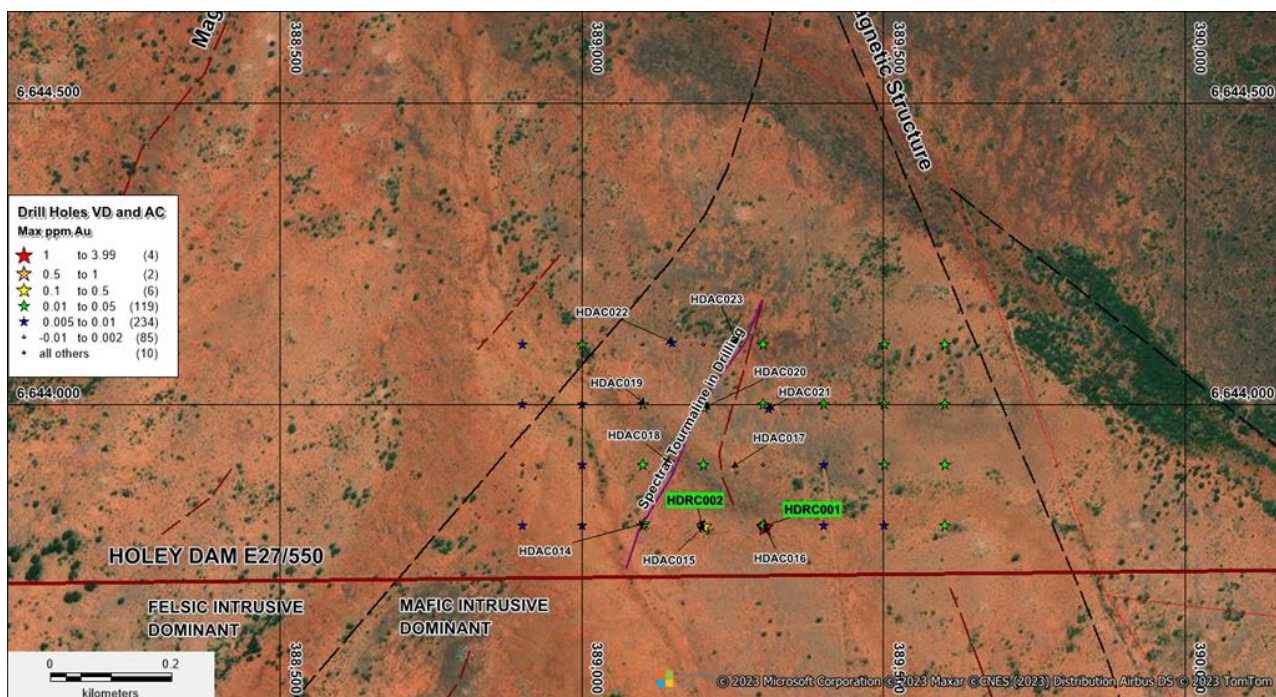 Mag
388,500
389,000
389,500
390,000
Magnetic Structure
6,644,500
6,644,500
Drill Holes VD and AC
Max ppm Au
1 to 3.99 (4)
0.5 to 1 (2)
0.1 to 0.5 (6)
0.01 to 0.05 (119)
0.005 to 0.01 (234)
-0.01 to 0.002 (85)
all others (10)
HDAC023
HDAC022
Spectral Tourmaline in Drilling
HDAC020
HDAC019
HDAC021
6,644,000
6,644,000
HDAC018
HDAC017
HDRC002
HDRC001
HDAC014
HDAC015
HDAC016
HOLEY DAM E27/550
FELSIC INTRUSIVE
DOMINANT
MAFIC INTRUSIVE
DOMINANT
388,500
389,000
389,500
390,000
0 0.2
kilometers
© 2023 Microsoft Corporation © 2023 Maxar ©CNES (2023) Distribution Airbus DS © 2023 TomTom